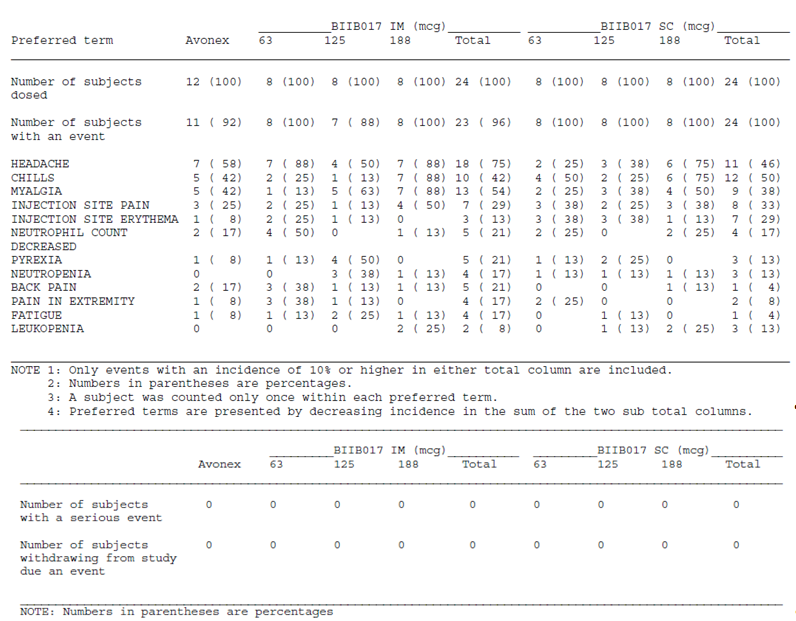 BIIB017 IM (mcg) BIIB017 SC (mcg)
Preferred term Avonex 63 125 188 Total 63 125 188 Total
Number of subjects 12 (100) 8 (100) 8 (100) 8 (100) 24 (100) 8 (100) 8 (100) 8 (100) 24 (100)
dosed
Number of subjects 11 ( 92) 8 (100) 7 ( 88) 8 (100) 23 ( 96) 8 (100) 8 (100) 8 (100) 24 (100)
with an event
HEADACHE 7 ( 58) 7 ( 88) 4 ( 50) 7 ( 88) 18 ( 75) 2 ( 25) 3 ( 38) 6 ( 75) 11 ( 46)
CHILLS 5 ( 42) 2 ( 25) 1 ( 13) 7 ( 88) 10 ( 42) 4 ( 50) 2 ( 25) 6 ( 75) 12 ( 50)
MYALGIA 5 ( 42) 1 ( 13) 5 ( 63) 7 ( 88) 13 ( 54) 2 ( 25) 3 ( 38) 4 ( 50) 9 ( 38)
INJECTION SITE PAIN 3 ( 25) 2 ( 25) 1 ( 13) 4 ( 50) 7 ( 29) 3 ( 38) 2 ( 25) 3 ( 38) 8 ( 33)
INJECTION SITE ERYTHEMA 1 ( 8) 2 ( 25) 1 ( 13) 0 3 ( 13) 3 ( 38) 3 ( 38) 1 ( 13) 7 ( 29)
NEUTROPHIL COUNT 2 ( 17) 4 ( 50) 0 1 ( 13) 5 ( 21) 2 ( 25) 0 2 ( 25) 4 ( 17)
DECREASED
PYREXIA 1 ( 8) 1 ( 13) 4 ( 50) 0 5 ( 21) 1 ( 13) 2 ( 25) 0 3 ( 13)
NEUTROPENIA 0 0 3 ( 38) 1 ( 13) 4 ( 17) 1 ( 13) 1 ( 13) 1 ( 13) 3 ( 13)
BACK PAIN 2 ( 17) 3 ( 38) 1 ( 13) 1 ( 13) 5 ( 21) 0 0 1 ( 13) 1 ( 4)
PAIN IN EXTREMITY 1 ( 8) 3 ( 38) 1 ( 13) 0 4 ( 17) 2 ( 25) 0 0 2 ( 8)
FATIGUE 1 ( 8) 1 ( 13) 2 ( 25) 1 ( 13) 4 ( 17) 0 1 ( 13) 0 1 ( 4)
LEUKOPENIA 0 0 0 2 ( 25) 2 ( 8) 0 1 ( 13) 2 ( 25) 3 ( 13)
NOTE 1: Only events with an incidence of 10% or higher in either total column are included.
2: Numbers in parentheses are percentages.
3: A subject was counted only once within each preferred term.
4: Preferred terms are presented by decreasing incidence in the sum of the two sub total columns.
BIIB017 IM (mcg) BIIB017 SC (mcg)
Avonex 63 125 188 Total 63 125 188 Total
Number of subjects 0 0 0 0 0 0 0 0 0
with a serious event
Number of subjects 0 0 0 0 0 0 0 0 0
withdrawing from study
due an event
NOTE: Numbers in parentheses are percentages